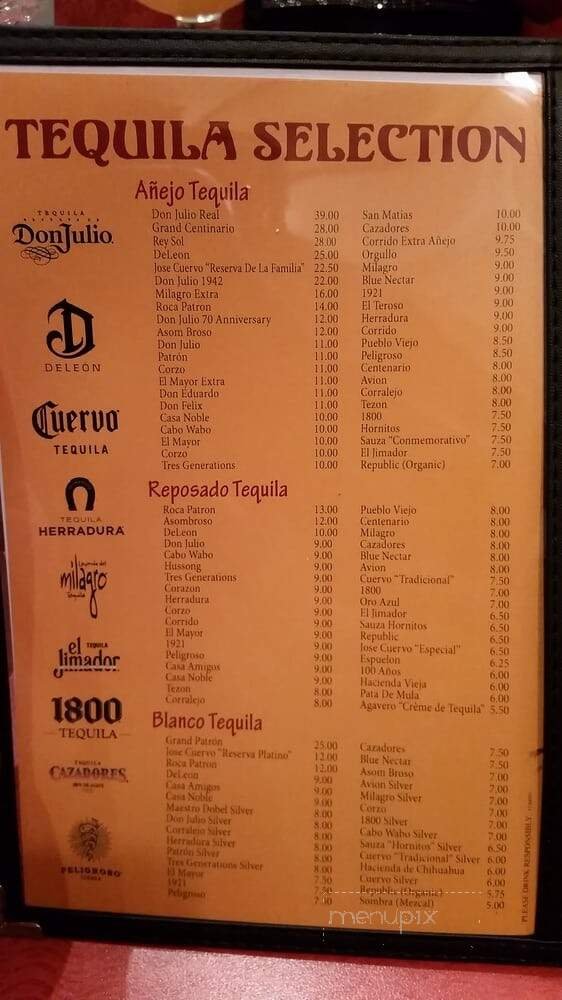 TEQUILA SELECTION
Añejo Tequila
Don Julio Real 39.00
Grand Centinario 28.00
Rey Sol 28.00
DeLeon 25.00
Jose Cuervo "Reserva De La Familia" 22.50
Don Julio 1942 22.00
Milagro Extra 16.00
Roca Patron 14.00
Don Julio 70 Anniversary 12.00
Asom Broso 12.00
Don Julio 11.00
Patrón 11.00
Corzo 11.00
El Mayor Extra 11.00
Don Eduardo 11.00
Don Felix 11.00
Casa Noble 10.00
Cabo Wabo 10.00
El Mayor 10.00
Corzo 10.00
Tres Generations 10.00
San Matias 10.00
Cazadores 10.00
Corrido Extra Añejo 9.75
Orgullo 9.50
Milagro 9.00
Blue Nectar 9.00
1921 9.00
El Teroso 9.00
Herradura 9.00
Corrido 9.00
Pueblo Viejo 8.50
Peligroso 8.50
Centenario 8.00
Avion 8.00
Corralejo 8.00
Tezon 8.00
1800 7.50
Hornitos 7.50
Sauza "Conmemorativo" 7.50
El Jimador 7.50
Republic (Organic) 7.00
Reposado Tequila
Roca Patron 13.00
Asombroso 12.00
DeLeon 10.00
Don Julio 9.00
Cabo Wabo 9.00
Hussong 9.00
Tres Generations 9.00
Corazon 9.00
Herradura 9.00
Corzo 9.00
Corrido 9.00
El Mayor 9.00
1921 9.00
Peligroso 9.00
Casa Amigos 9.00
Casa Noble 9.00
Tezon 8.00
Corralejo 8.00
Pueblo Viejo 8.00
Centenario 8.00
Milagro 8.00
Cazadores 8.00
Blue Nectar 8.00
Avion 8.00
Cuervo "Tradicional" 7.50
1800 7.00
Oro Azul 7.00
El Jimador 6.50
Sauza Hornitos 6.50
Republic 6.50
Jose Cuervo "Especial" 6.50
Espuelon 6.25
100 Años 6.00
Hacienda Vieja 6.00
Pata De Mula 6.00
Agavero "Crème de Tequila" 5.50
Blanco Tequila
Grand Patrón 25.00
Jose Cuervo "Reserva Platino" 12.00
Roca Patron 12.00
DeLeon 9.00
Casa Amigos 9.00
Casa Noble 9.00
Maestro Dobel Silver 8.00
Don Julio Silver 8.00
Corralejo Silver 8.00
Herradura Silver 8.00
Patrón Silver 8.00
Tres Generations Silver 8.00
El Mayor
1921 7.50
Peligroso 7.00
Cazadores 7.50
Blue Nectar 7.50
Asom Broso 7.00
Avion Silver 7.00
Milagro Silver 7.00
Corzo 7.00
1800 Silver 7.00
Cabo Wabo Silver 7.00
Sauza "Hornitos" Silver 6.50
Cuervo "Tradicional" Silver 6.00
Hacienda de Chihuahua 6.00
Cuervo Silver 6.00
Republic (Organic) 5.75
Sombra (Mezcal) 5.00
TEQUILA
Don Julio.
D
DELEÓN
Cuervo
TEQUILA
TEQUILA
HERRADURA
milagro
tequila
el
TEQUILA
Jimador
1800
TEQUILA
TEQUILA
CAZADORES
PELIGROSO
TEQUILA
PLEASE DRINK RESPONSIBLY
menupix